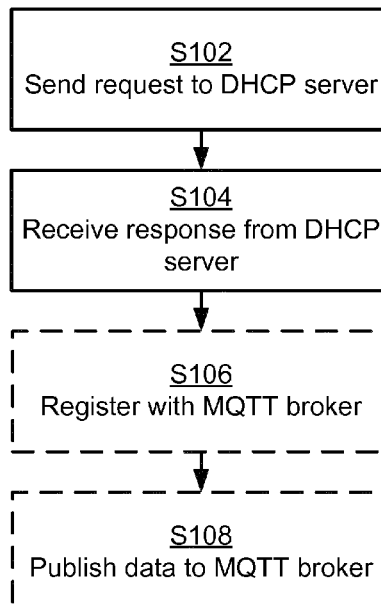 S102
Send request to DHCP server
S104
Receive response from DHCP
server
S106
Register with MQTT broker
S108
Publish data to MQTT broker